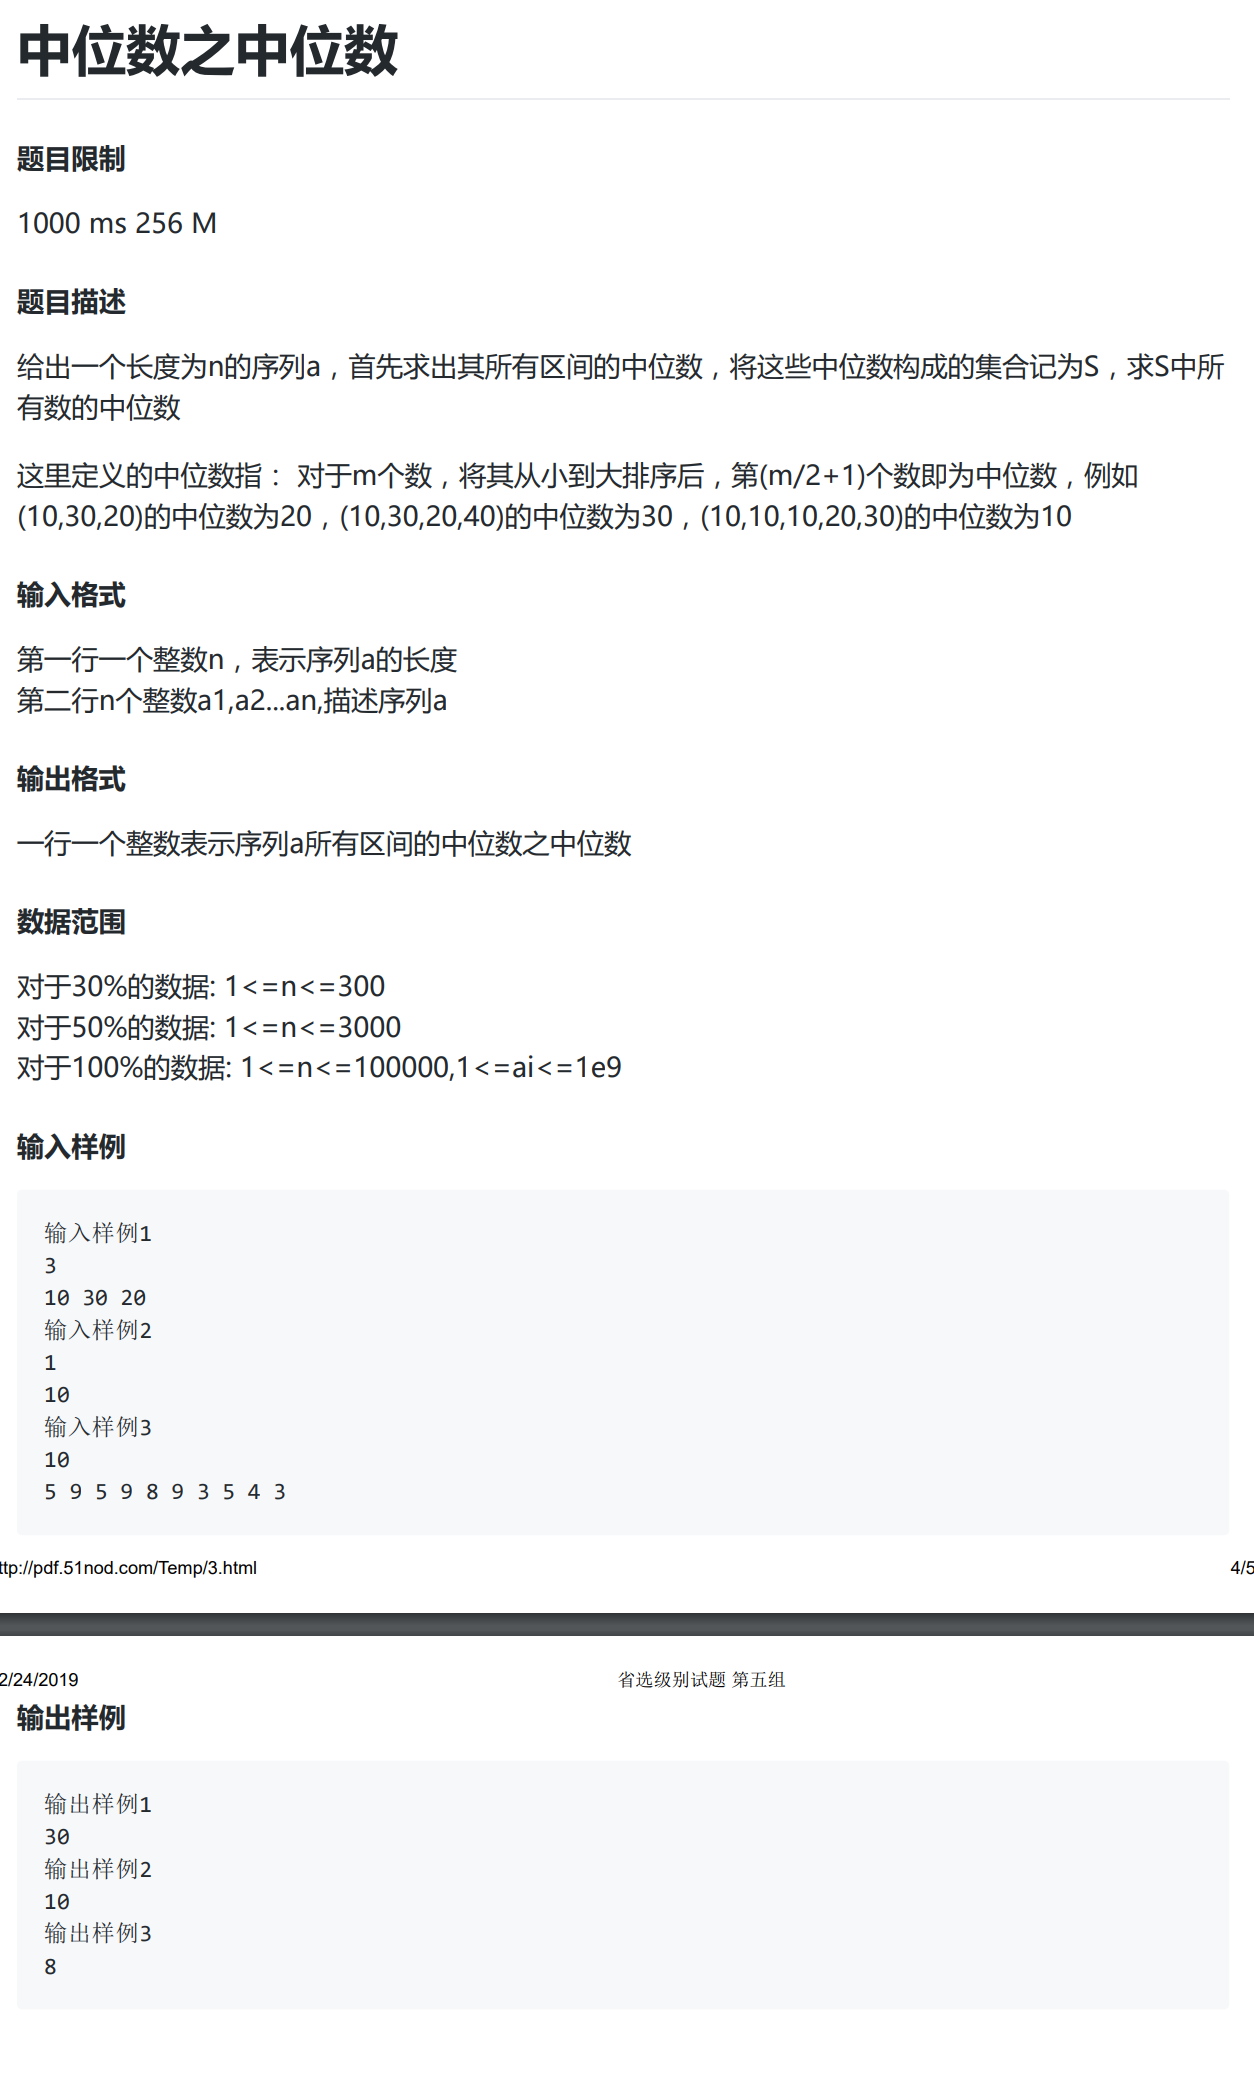 中位数之中位数
题目限制
1000 ms 256 M
题目描述
给出一个长度为n的序列a，首先求出其所有区间的中位数，将这些中位数构成的集合记为S，求S中所
有数的中位数
这里定义的中位数指： 对于m个数，将其从小到大排序后，第(m/2+1)个数即为中位数，例如
(10,30,20)的中位数为20，(10,30,20,40)的中位数为30，(10,10,10,20,30)的中位数为10
输入格式
第一行一个整数n，表示序列a的长度
第二行n个整数a1,a2...an,描述序列a
输出格式
一行一个整数表示序列a所有区间的中位数之中位数
数据范围
对于30%的数据: 1<=n<=300
对于50%的数据: 1<=n<=3000
对于100%的数据: 1<=n<=100000,1<=ai<=1e9
输入样例
输入样例1
3
10 30 20
输入样例2
1
10
输入样例3
10
5 9 5 9 8 9 3 5 4 3
ttp://pdf.51nod.com/Temp/3.html 4/5
2/24/2019 省选级别试题 第五组
输出样例
输出样例1
30
输出样例2
10
输出样例3
8